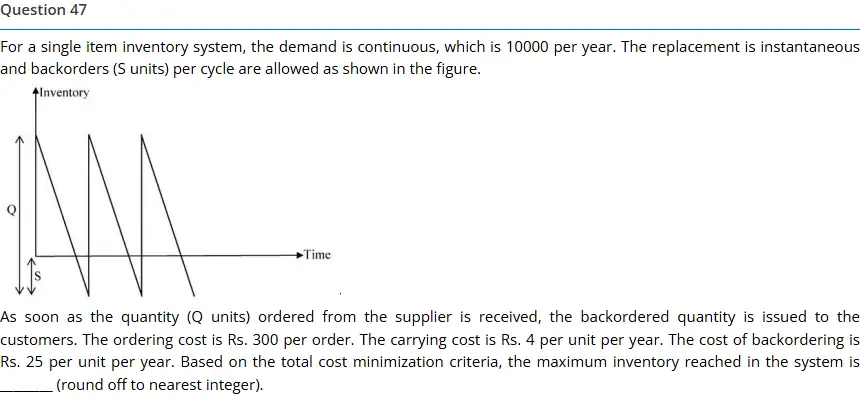 Question 47
For a single item inventory system, the demand is continuous, which is 10000 per year. The replacement is instantaneous
and backorders (S units) per cycle are allowed as shown in the figure.
Inventory
Q
Time
S
As soon as the quantity (Q units) ordered from the supplier is received, the backordered quantity is issued to the
customers. The ordering cost is Rs. 300 per order. The carrying cost is Rs. 4 per unit per year. The cost of backordering is
Rs. 25 per unit per year. Based on the total cost minimization criteria, the maximum inventory reached in the system is
_______ (round off to nearest integer).